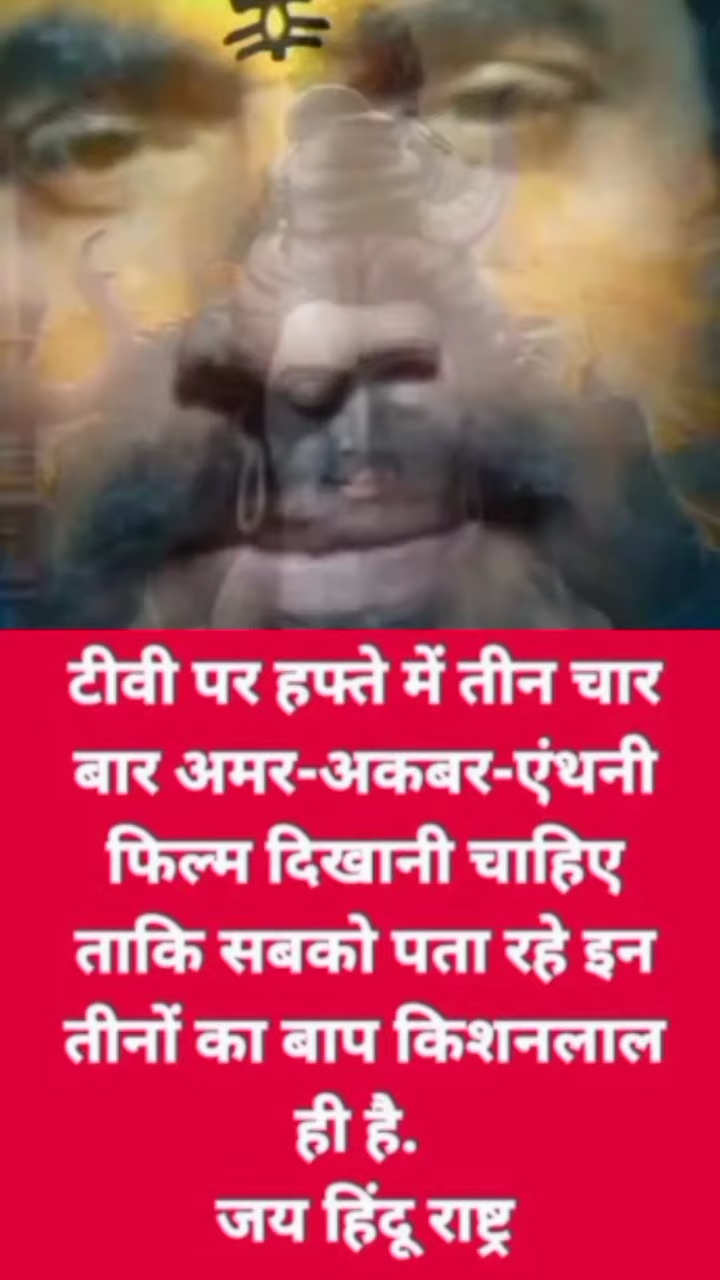 टीवी पर हफ्ते में तीन चार
बार अमर-अकबर-एंथनी
फिल्म दिखानी चाहिए
ताकि सबको पता रहे इन
तीनों का बाप किशनलाल
ही है.
जय हिंदू राष्ट्र